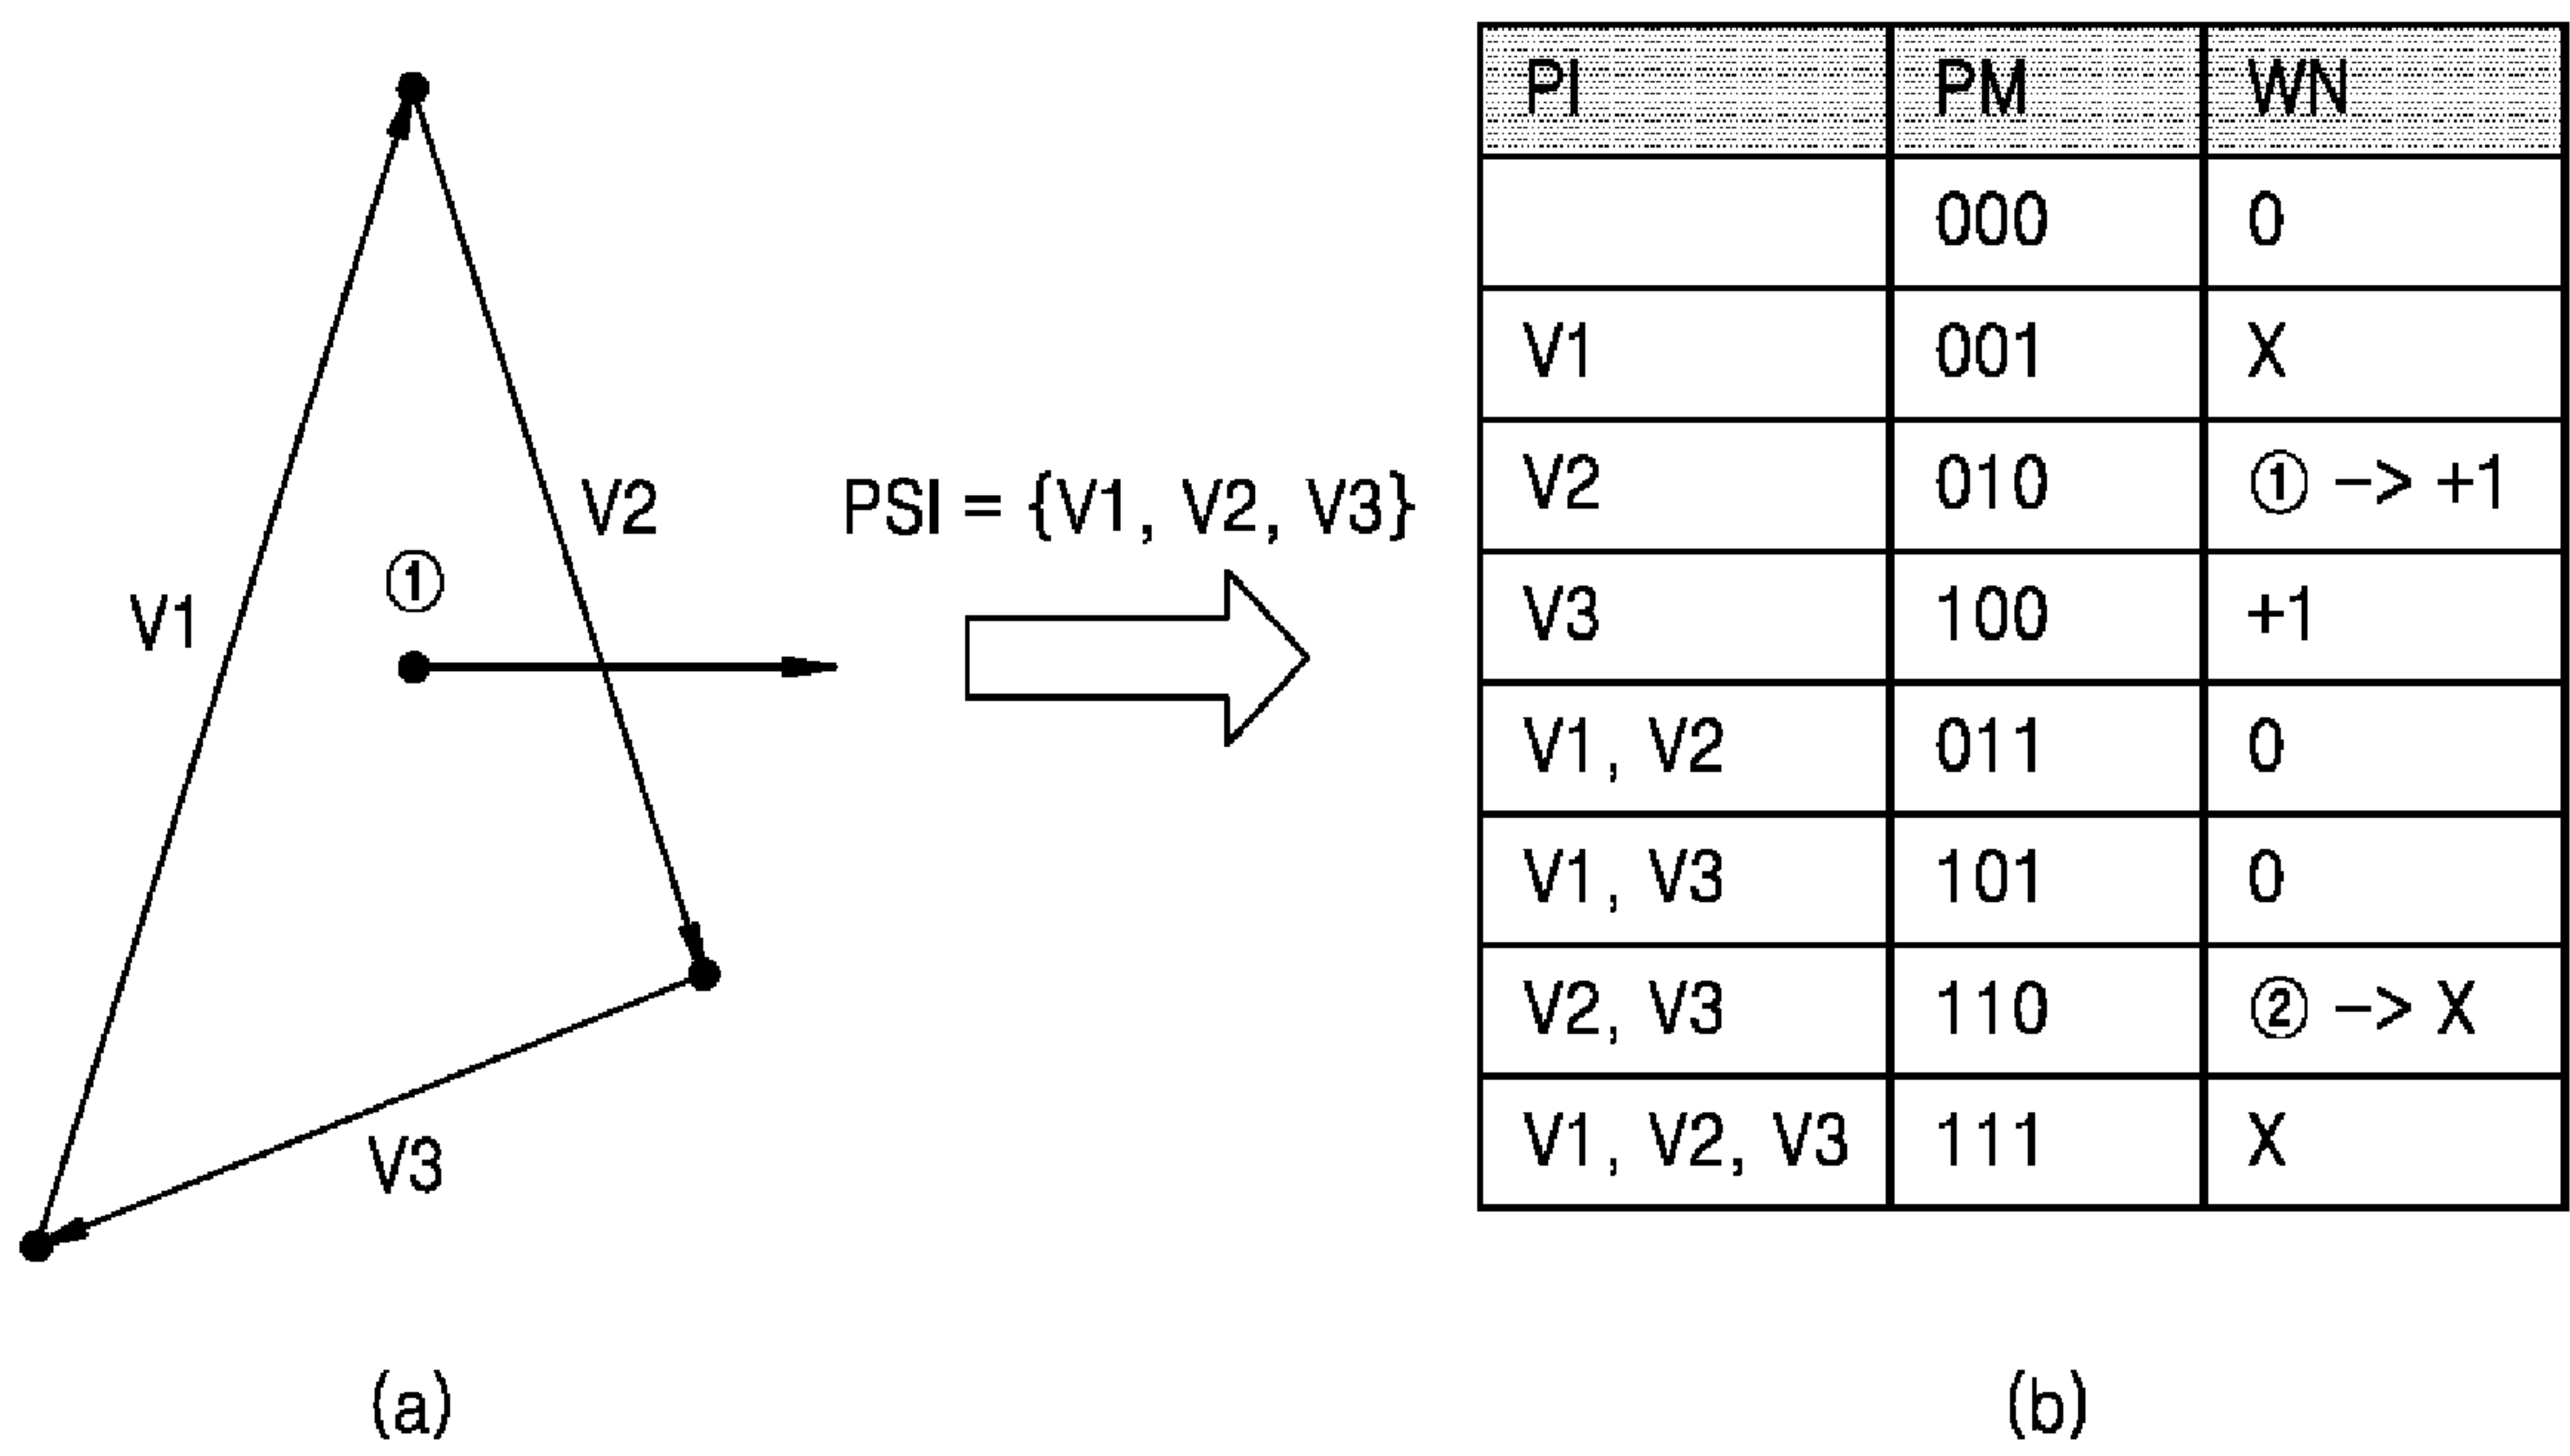 V1
①
V2
V3
PSI = {V1, V2, V3}
(a)
PI PM WN
000 0
V1 001 X
V2 010 ① -> +1
V3 100 +1
V1, V2 011 0
V1, V3 101 0
V2, V3 110 ② -> X
V1, V2, V3 111 X
(b)